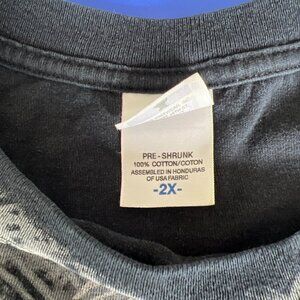 PRE-SHRUNK
100% COTTON/COTON
ASSEMBLED IN HONDURAS
OF USA FABRIC
-2X-